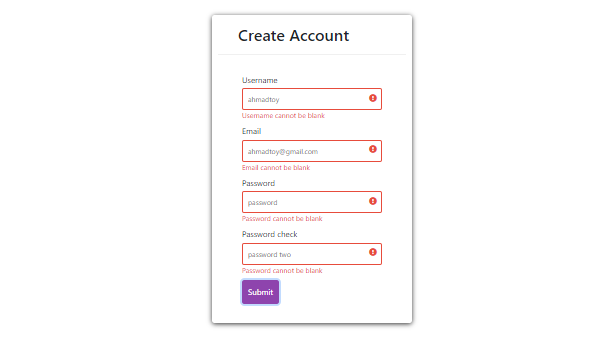 Create Account
Username
ahmadtoy
Username cannot be blank
Email
ahmadtoy@gmail.com
Email cannot be blank
Password
password
Password cannot be blank
Password check
password two
Password cannot be blank
Submit